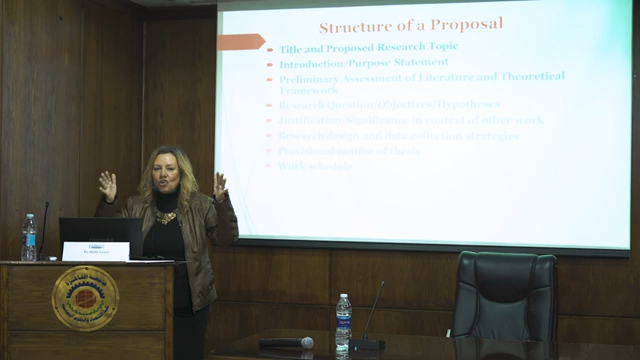 Structure of a Proposal
Title and Proposed Research Topic
Introduction/Purpose Statement
Preliminary Assessment of Literature and Theoretical
Framework
Research Question/Objectives/Hypotheses
Justification/Significance in context of other work
Research design and data collection strategies
Provisional outline of thesis
Work schedule